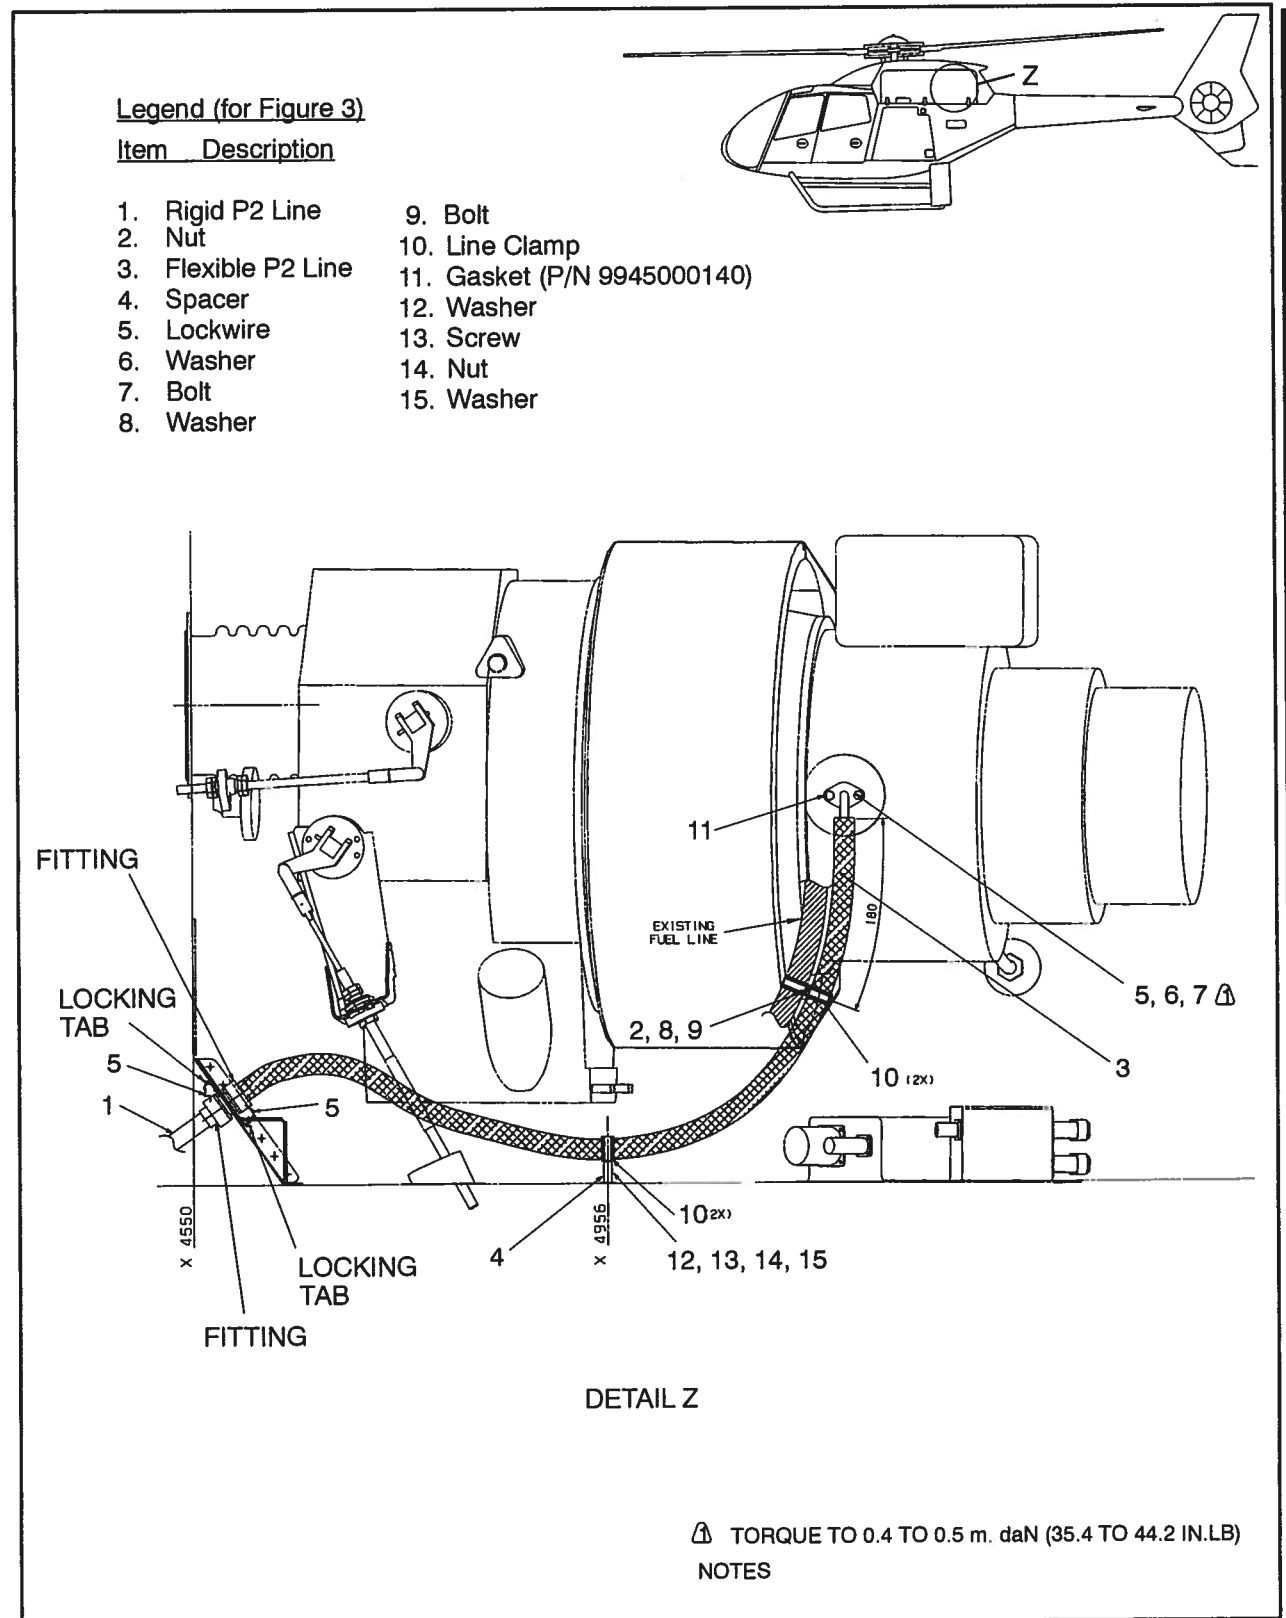 Z
Legend (for Figure 3)
Item Description
1. Rigid P2 Line
2. Nut
3. Flexible P2 Line
4. Spacer
5. Lockwire
6. Washer
7. Bolt
8. Washer
9. Bolt
10. Line Clamp
11. Gasket (P/N 9945000140)
12. Washer
13. Screw
14. Nut
15. Washer
11
FITTING
180
EXISTING
FUEL LINE
LOCKING
TAB
5, 6, 7 1
2, 8, 9
5
10 (2X)
3
1
5
10 (2X)
X 4550
X 4956
4
12, 13, 14, 15
LOCKING
TAB
FITTING
DETAIL Z
1 TORQUE TO 0.4 TO 0.5 m. daN (35.4 TO 44.2 IN.LB)
NOTES